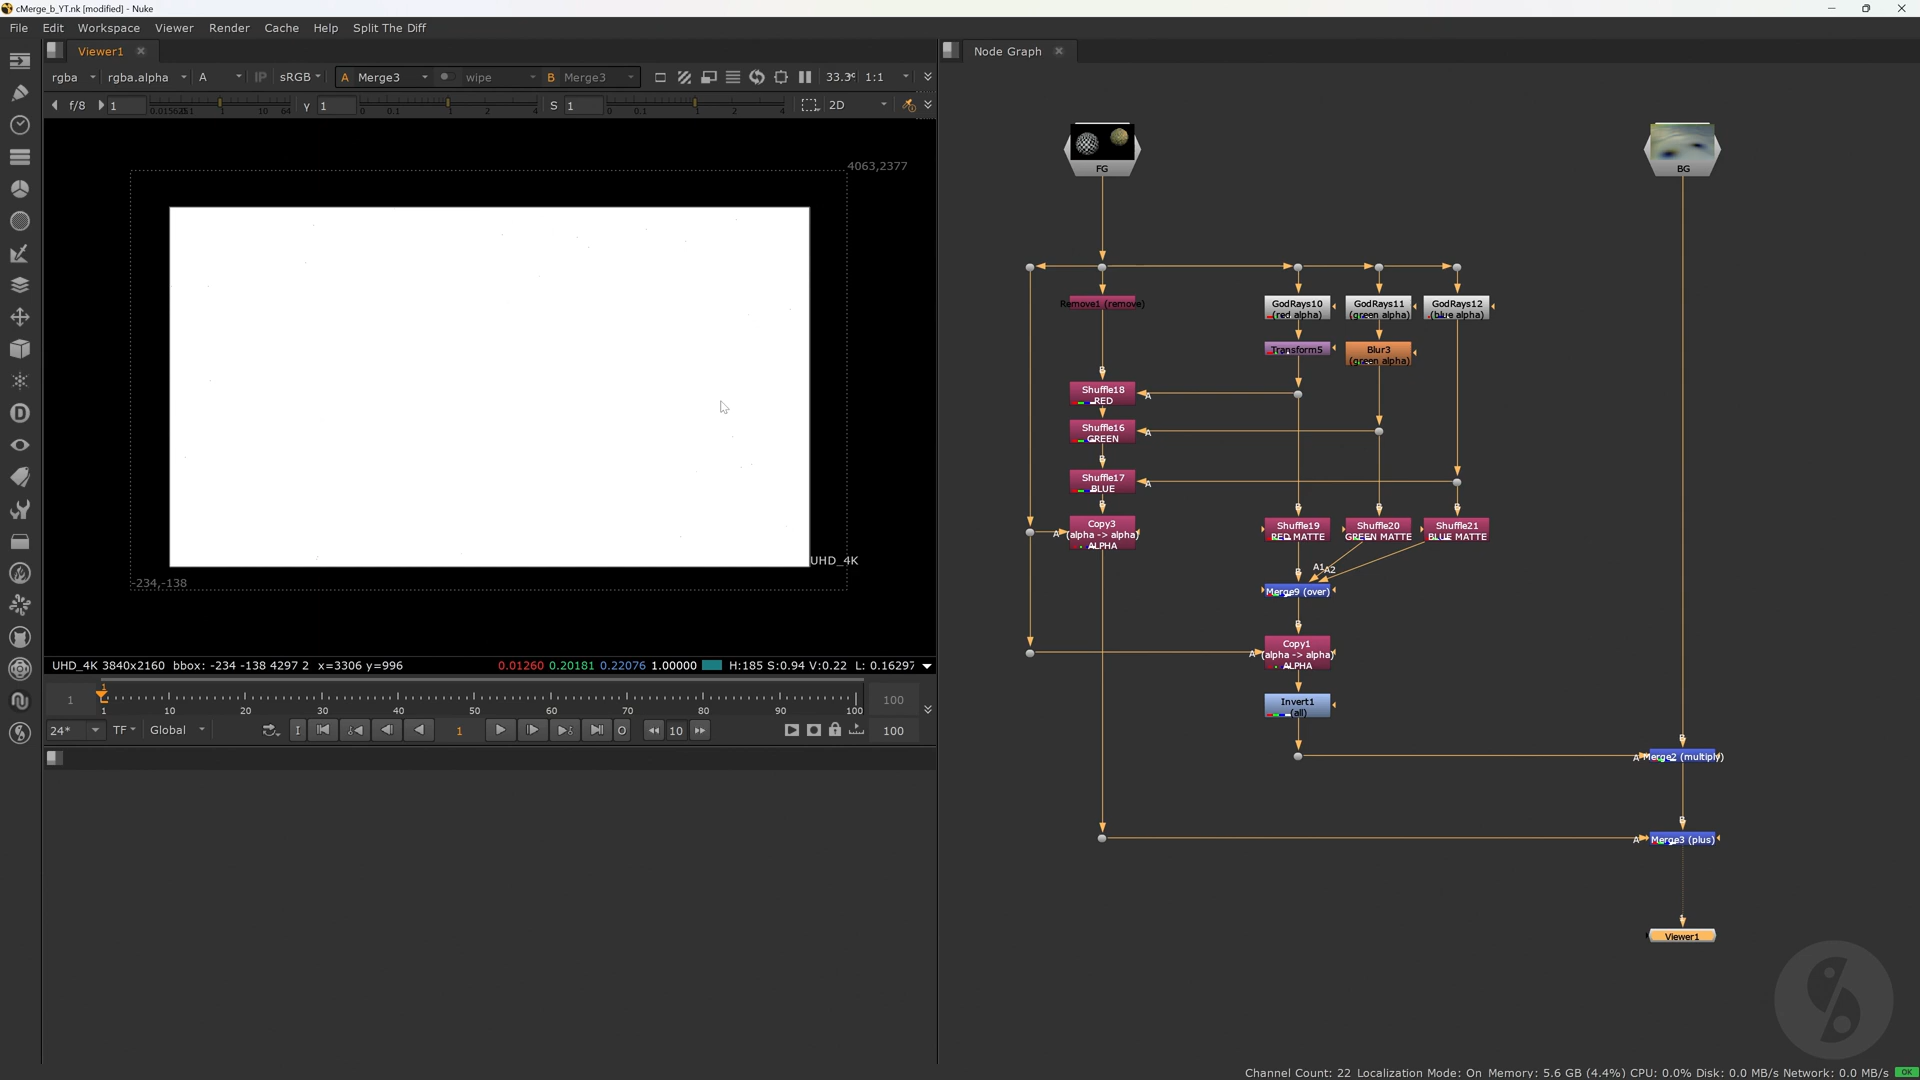 cMerge_b_YT.nk [modified] - Nuke
File Edit Workspace Viewer Render Cache Help Split The Diff
Viewer1
Node Graph
rgba rgba.alpha A IP sRGB A Merge3 wipe B Merge3 1:1
f/8 1 γ 1 S 1 2D
4063,2377
UHD_4K
-234,-138
UHD_4K 3840x2160 bbox: -234 -138 4297 2 x=3306 y=996 0.01260 0.20181 0.22076 1.00000 H:185 S:0.94 V:0.22 L: 0.16297
1 1 100
1 10 20 30 40 50 60 70 80 90 100
24* TF Global I 1 O 10 100
FG
BG
Remove1 (remove)
GodRays10
(red alpha)
GodRays11
(green alpha)
GodRays12
(blue alpha)
Transform5
Blur3
(green alpha)
B
Shuffle18
RED
A
Shuffle16
GREEN
A
B
Shuffle17
BLUE
A
B
Copy3
(alpha -> alpha)
ALPHA
A
B
Shuffle19
RED MATTE
B
Shuffle20
GREEN MATTE
B
Shuffle21
BLUE MATTE
A1 A2
B
Merge9 (over)
B
Copy1
(alpha -> alpha)
ALPHA
A
Invert1
(all)
B
A Merge2 (multiply)
B
A Merge3 (plus)
1
Viewer1
Channel Count: 22 Localization Mode: On Memory: 5.6 GB (4.4%) CPU: 0.0% Disk: 0.0 MB/s Network: 0.0 MB/s OK